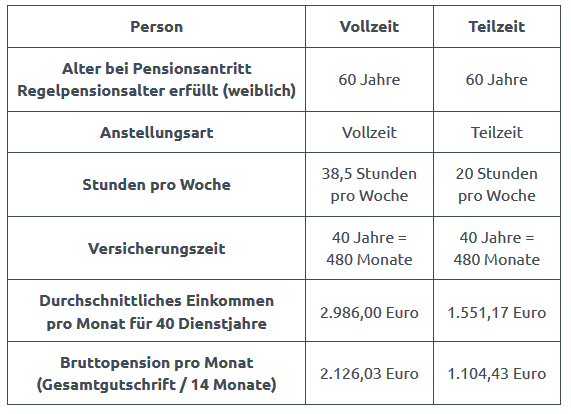 Person Vollzeit Teilzeit
Alter bei Pensionsantritt
Regelpensionsalter erfüllt (weiblich)
60 Jahre 60 Jahre
Anstellungsart Vollzeit Teilzeit
Stunden pro Woche
38,5 Stunden
pro Woche
20 Stunden
pro Woche
Versicherungszeit
40 Jahre =
480 Monate
40 Jahre =
480 Monate
Durchschnittliches Einkommen
pro Monat für 40 Dienstjahre
2.986,00 Euro 1.551,17 Euro
Bruttopension pro Monat
(Gesamtgutschrift / 14 Monate)
2.126,03 Euro 1.104,43 Euro